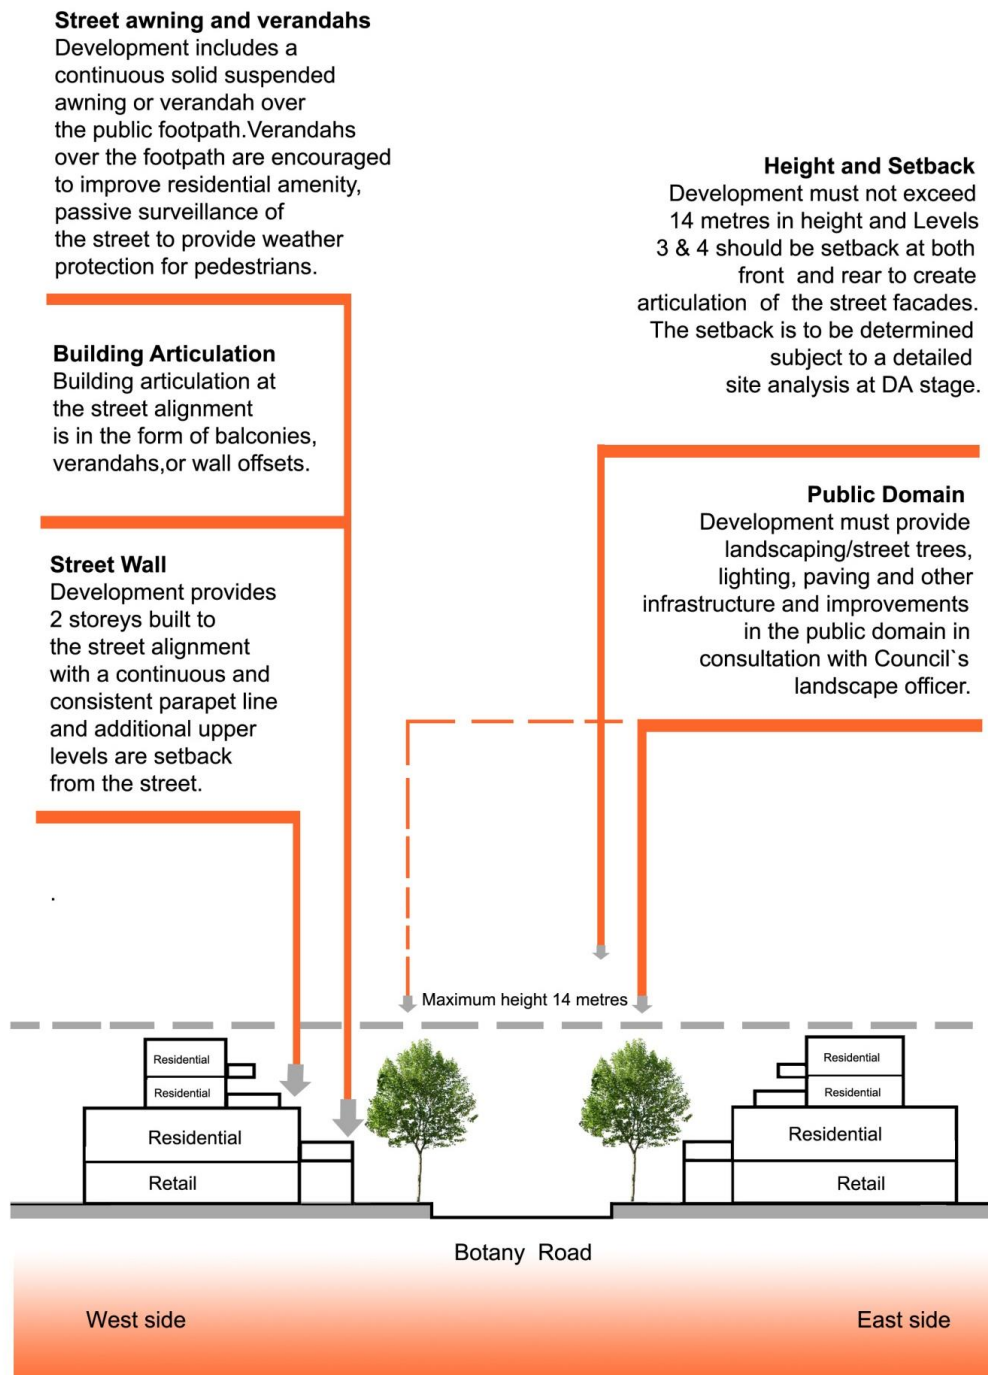 Street awning and verandahs
Development includes a
continuous solid suspended
awning or verandah over
the public footpath.Verandahs
over the footpath are encouraged
to improve residential amenity,
passive surveillance of
the street to provide weather
protection for pedestrians.
Building Articulation
Building articulation at
the street alignment
is in the form of balconies,
verandahs,or wall offsets.
Street Wall
Development provides
2 storeys built to
the street alignment
with a continuous and
consistent parapet line
and additional upper
levels are setback
from the street.
.
Height and Setback
Development must not exceed
14 metres in height and Levels
3 & 4 should be setback at both
front and rear to create
articulation of the street facades.
The setback is to be determined
subject to a detailed
site analysis at DA stage.
Public Domain
Development must provide
landscaping/street trees,
lighting, paving and other
infrastructure and improvements
in the public domain in
consultation with Council`s
landscape officer.
Maximum height 14 metres
Residential
Residential
Residential
Retail
Residential
Residential
Residential
Retail
Botany Road
West side
East side